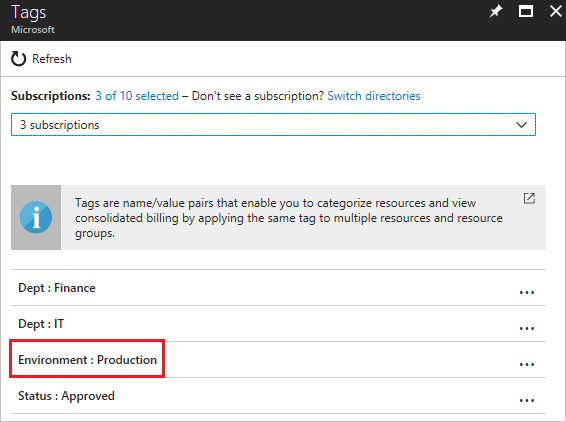 Tags
Microsoft
Refresh
Subscriptions: 3 of 10 selected – Don't see a subscription? Switch directories
3 subscriptions
Tags are name/value pairs that enable you to categorize resources and view
consolidated billing by applying the same tag to multiple resources and resource
groups.
Dept : Finance
...
Dept : IT
...
Environment : Production
...
Status : Approved
...